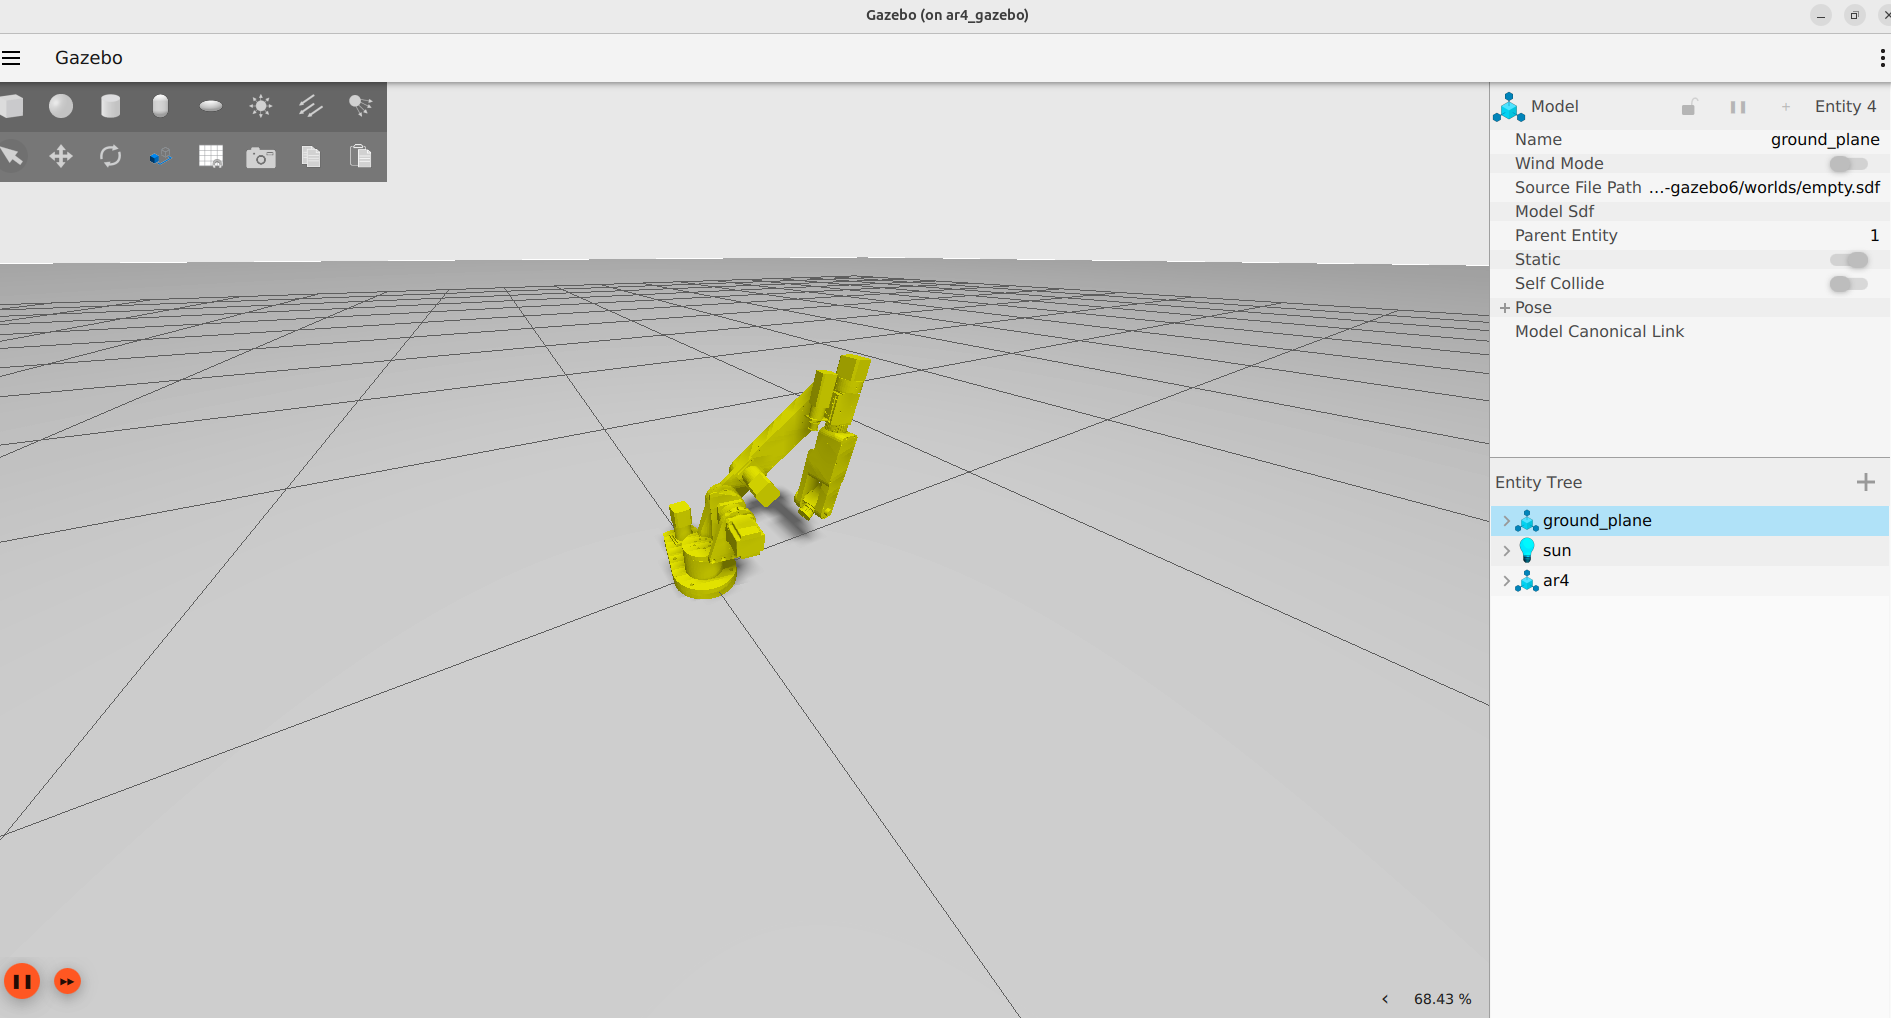 Gazebo (on ar4_gazebo)
Gazebo
Model
Entity 4
Name ground_plane
Wind Mode
Source File Path ...-gazebo6/worlds/empty.sdf
Model Sdf
Parent Entity 1
Static
Self Collide
Pose
Model Canonical Link
Entity Tree
ground_plane
sun
ar4
68.43 %